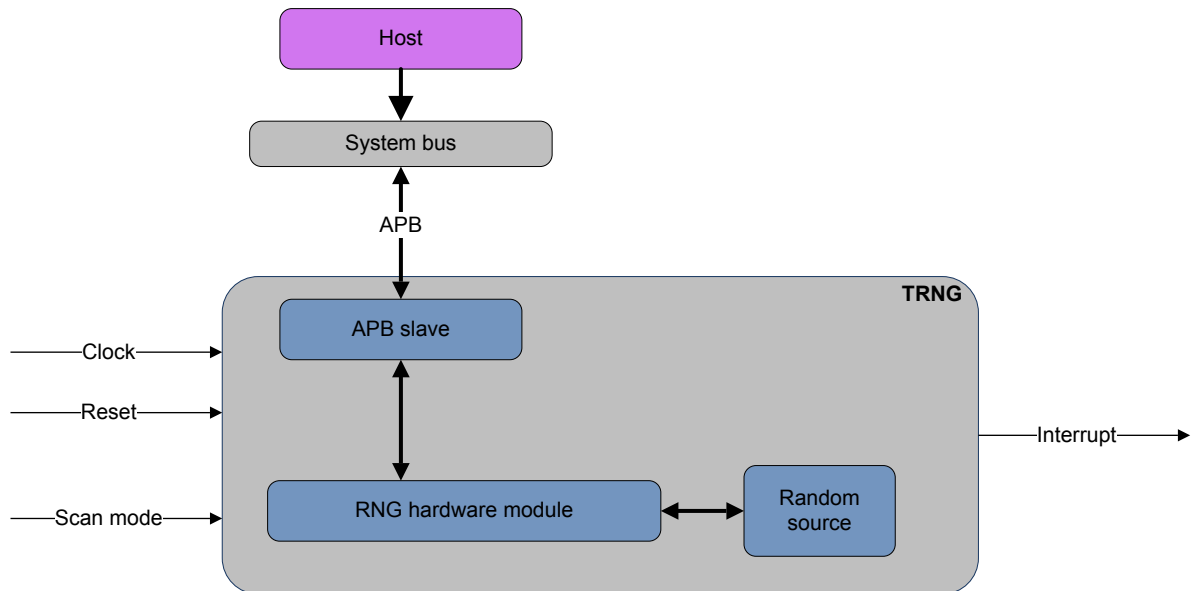 Host
System bus
APB
TRNG
APB slave
Clock
Reset
Interrupt
RNG hardware module
Random
source
Scan mode